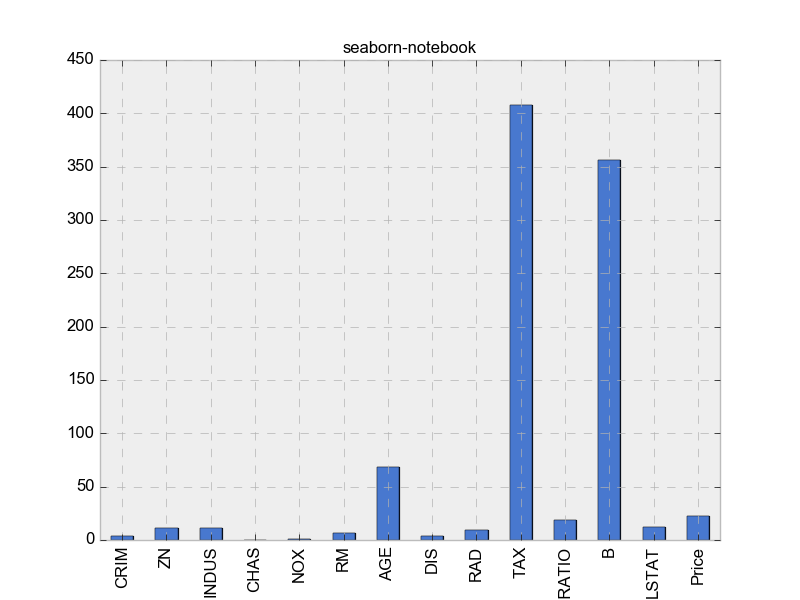 seaborn-notebook
450
400
350
300
250
200
150
100
50
0
CRIM
ZN
INDUS
CHAS
NOX
RM
AGE
DIS
RAD
TAX
RATIO
B
LSTAT
Price